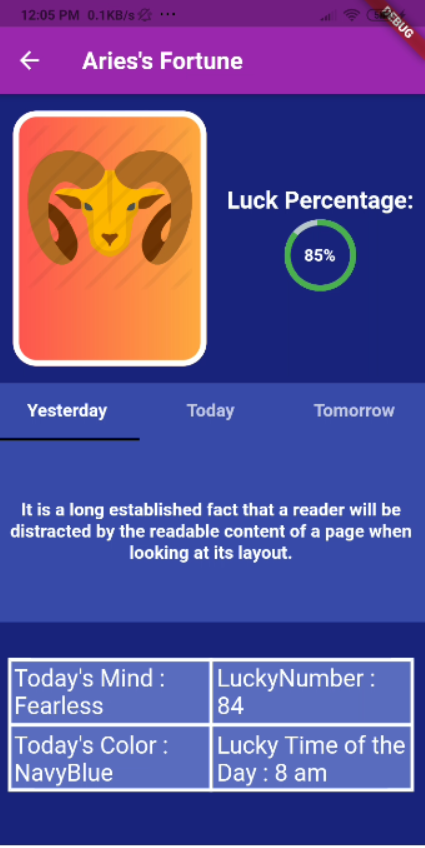 12:05 PM 0.1KB/s ...
DEBUG
Aries's Fortune
Luck Percentage:
85%
Yesterday Today Tomorrow
It is a long established fact that a reader will be
distracted by the readable content of a page when
looking at its layout.
Today's Mind :
Fearless
LuckyNumber :
84
Today's Color :
NavyBlue
Lucky Time of the
Day : 8 am